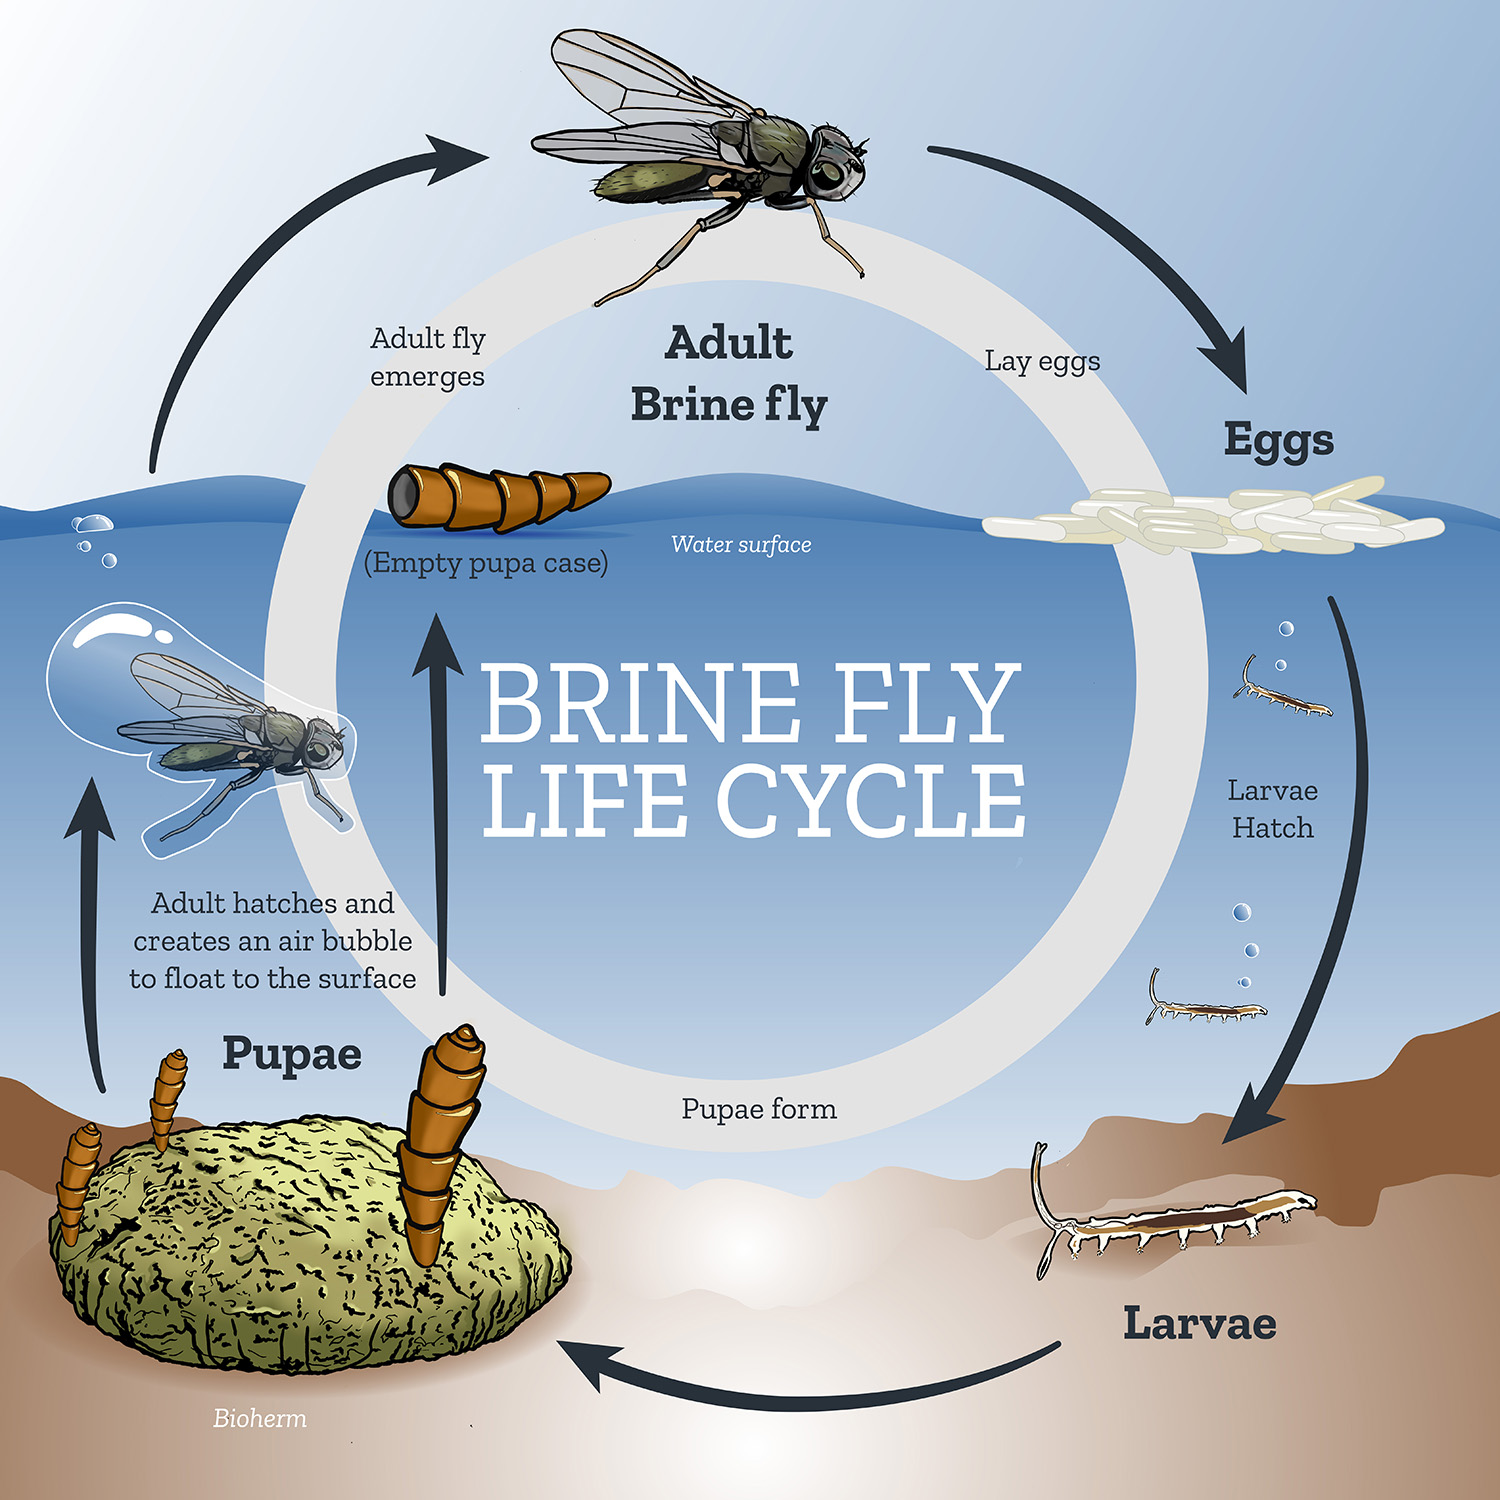 Adult fly
emerges
Adult
Brine fly
Lay eggs
Eggs
Water surface
(Empty pupa case)
BRINE FLY
LIFE CYCLE
Larvae
Hatch
Adult hatches and
creates an air bubble
to float to the surface
Pupae
Pupae form
Larvae
Bioherm